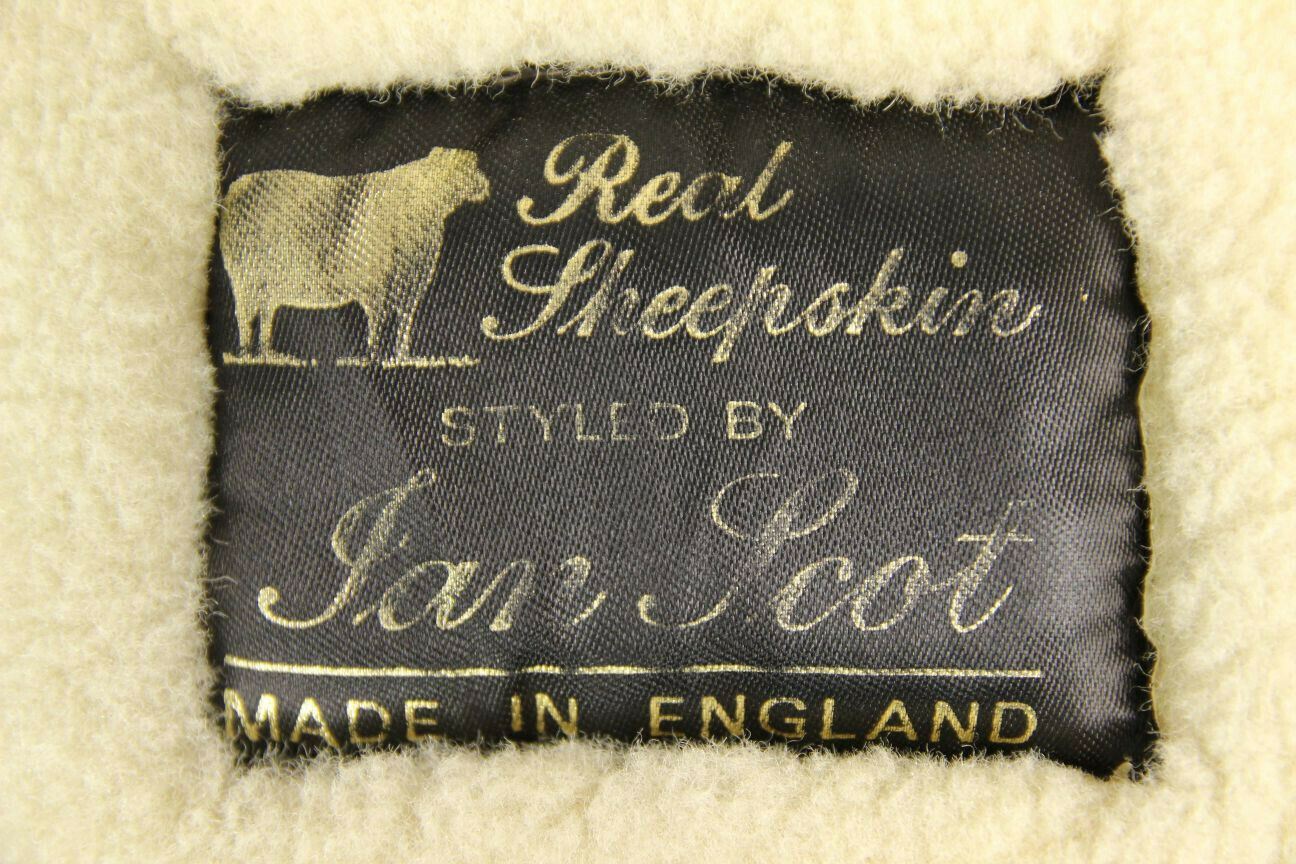 Real
Sheepskin
STYLED BY
Ian Scot
MADE IN ENGLAND